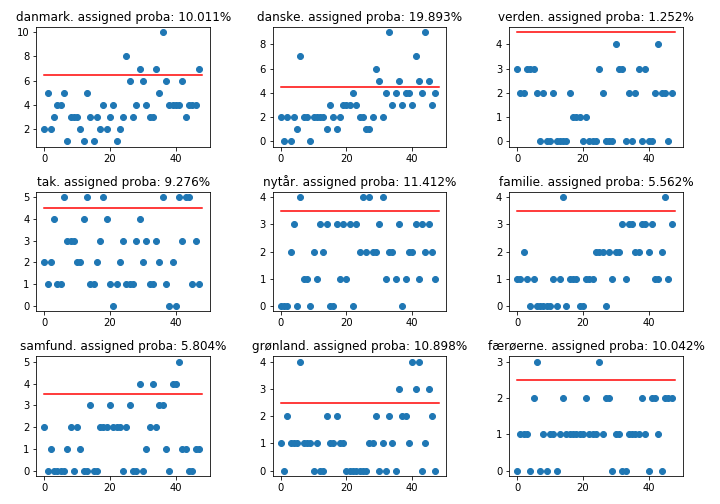 danmark. assigned proba: 10.011%
danske. assigned proba: 19.893%
verden. assigned proba: 1.252%
10
8
6
4
2
0 20 40
8
6
4
2
0
0 20 40
4
3
2
1
0
0 20 40
tak. assigned proba: 9.276%
nytår. assigned proba: 11.412%
familie. assigned proba: 5.562%
5
4
3
2
1
0
0 20 40
4
3
2
1
0
0 20 40
4
3
2
1
0
0 20 40
samfund. assigned proba: 5.804%
grønland. assigned proba: 10.898%
færøerne. assigned proba: 10.042%
5
4
3
2
1
0
0 20 40
4
3
2
1
0
0 20 40
3
2
1
0
0 20 40